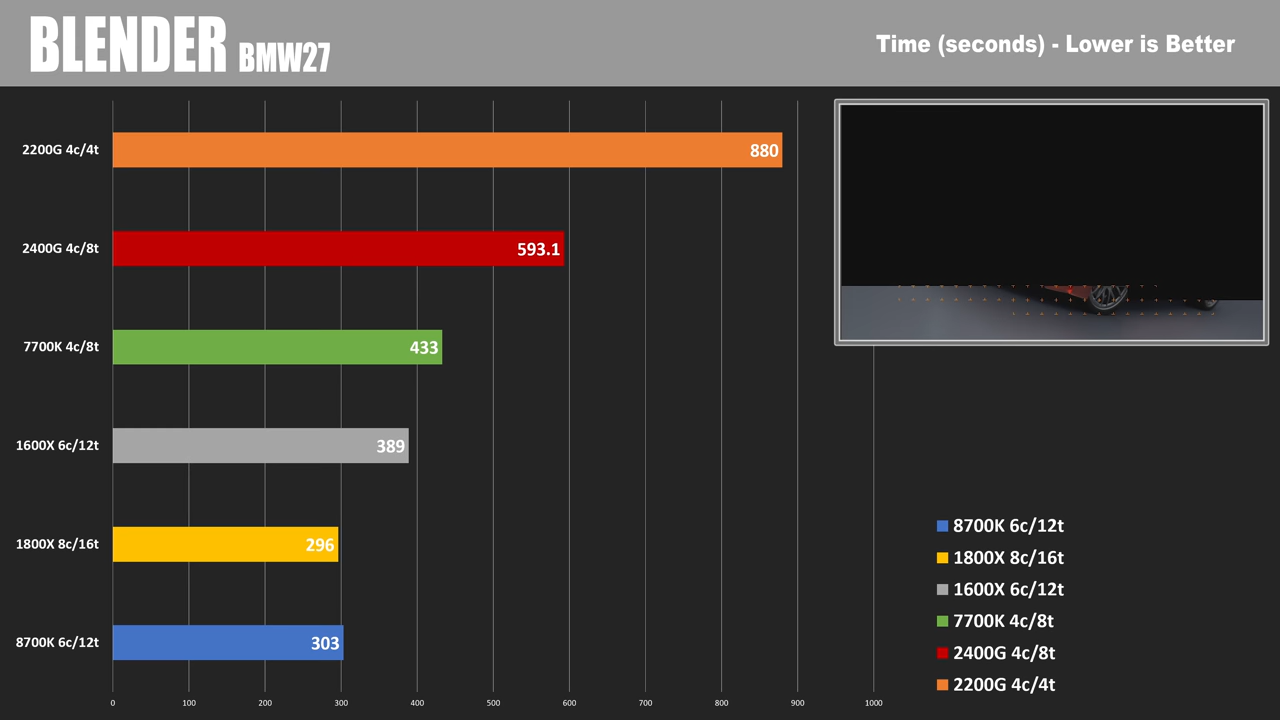 BLENDER BMW27
Time (seconds) - Lower is Better
2200G 4c/4t
880
2400G 4c/8t
593.1
7700K 4c/8t
433
1600X 6c/12t
389
1800X 8c/16t
296
8700K 6c/12t
303
0 100 200 300 400 500 600 700 800 900 1000
8700K 6c/12t
1800X 8c/16t
1600X 6c/12t
7700K 4c/8t
2400G 4c/8t
2200G 4c/4t